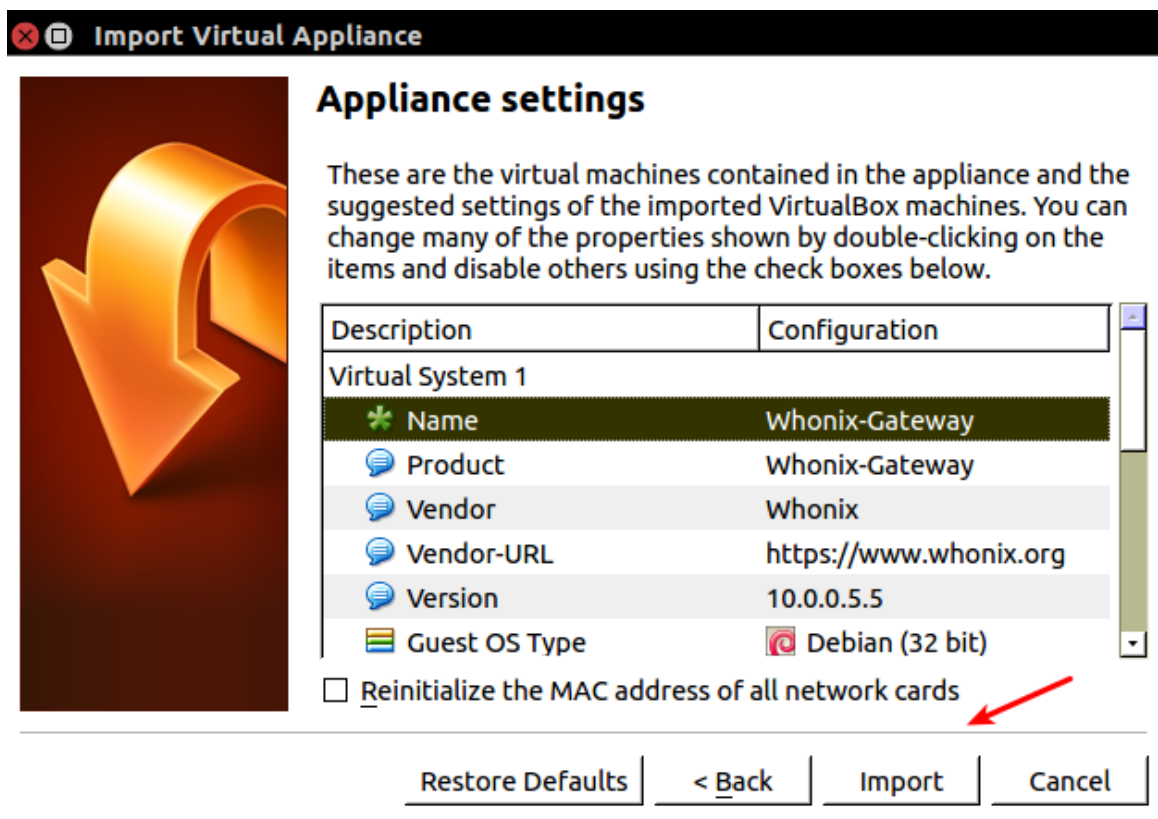 Import Virtual Appliance
Appliance settings
These are the virtual machines contained in the appliance and the
suggested settings of the imported VirtualBox machines. You can
change many of the properties shown by double-clicking on the
items and disable others using the check boxes below.
Description Configuration
Virtual System 1
Name Whonix-Gateway
Product Whonix-Gateway
Vendor Whonix
Vendor-URL https://www.whonix.org
Version 10.0.0.5.5
Guest OS Type Debian (32 bit)
Reinitialize the MAC address of all network cards
Restore Defaults < Back Import Cancel